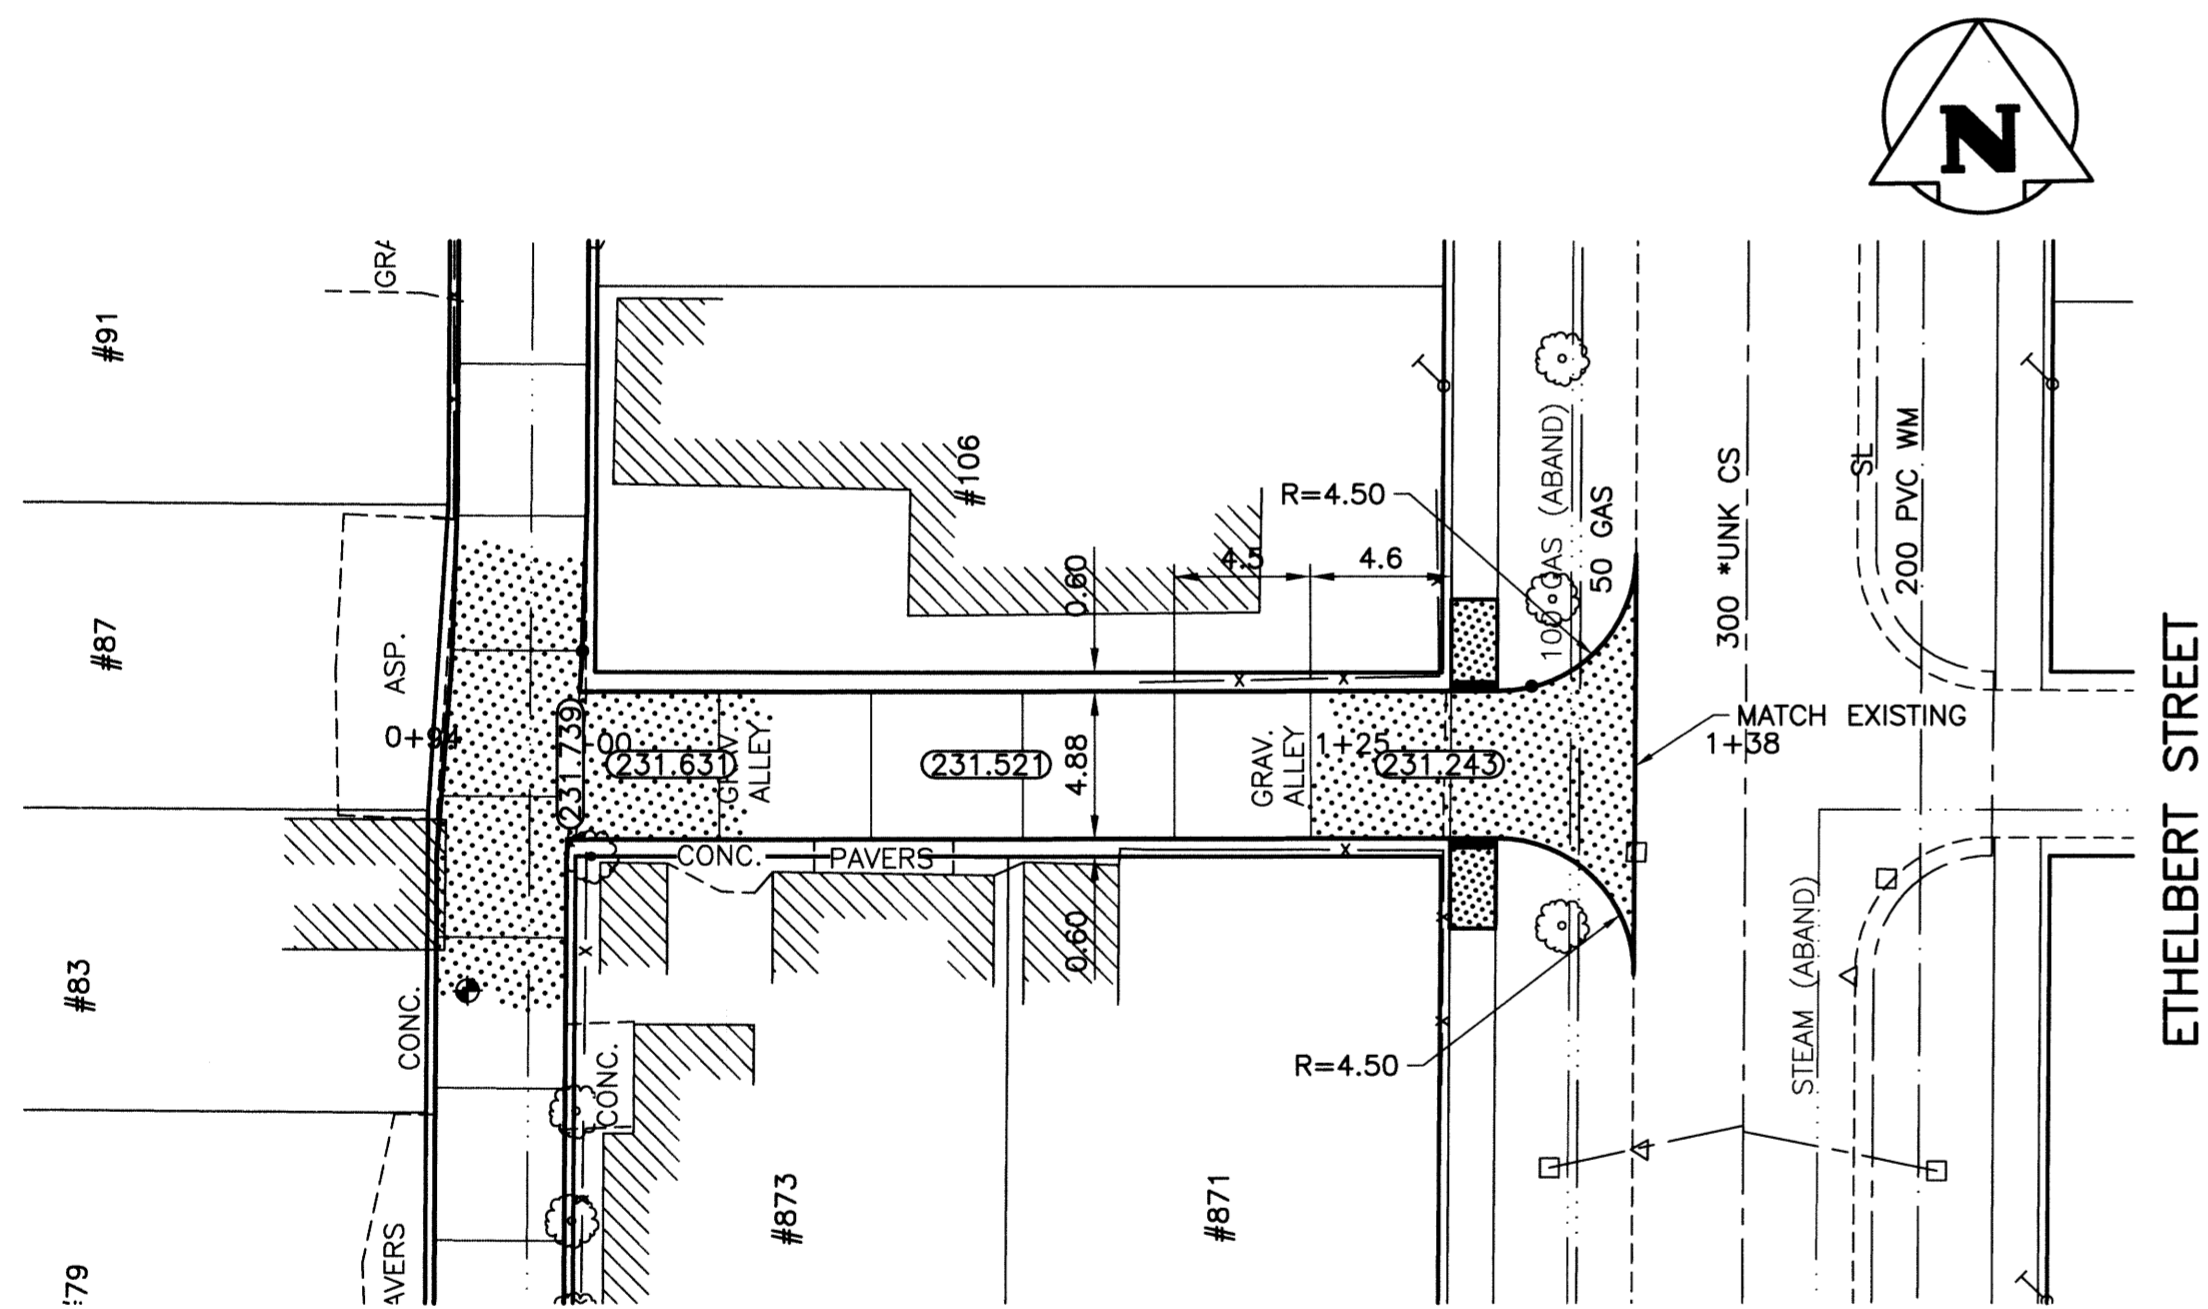 N
GRA
#91
#106
R=4.50
100 GAS (ABAND)
50 GAS
300 *UNK CS
SL
200 PVC WM
ETHELBERT STREET
4.5
4.6
0.60
#87
ASP.
0+94
231.739
00
231.631
GRAV.
ALLEY
231.521
4.88
GRAV.
ALLEY
1+25
231.243
MATCH EXISTING
1+38
CONC.
PAVERS
0.60
#83
CONC.
CONC.
R=4.50
STEAM (ABAND)
#873
#871
AVERS
#79